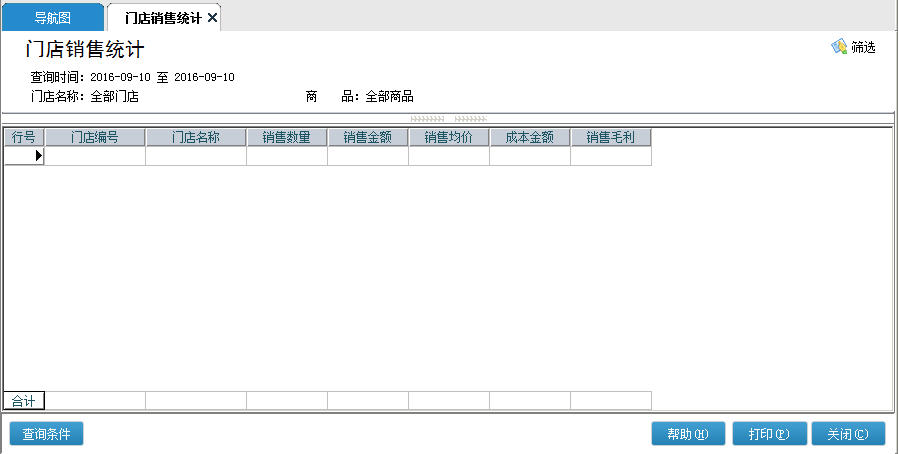 导航图 门店销售统计
门店销售统计
筛选
查询时间：2016-09-10 至 2016-09-10
门店名称：全部门店 商 品：全部商品
行号 门店编号 门店名称 销售数量 销售金额 销售均价 成本金额 销售毛利
合计
查询条件 帮助(H) 打印(P) 关闭(C)